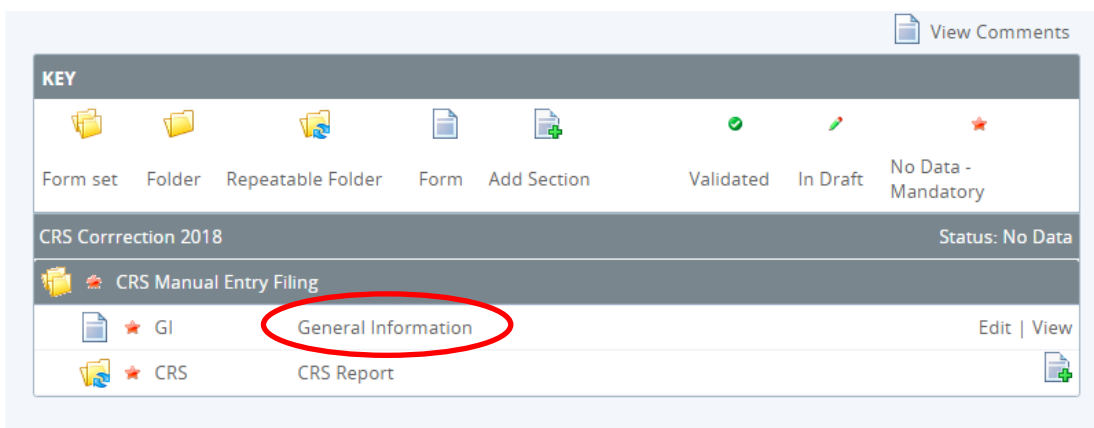 View Comments
KEY
Form set Folder Repeatable Folder Form Add Section Validated In Draft No Data -
Mandatory
CRS Corrrection 2018 Status: No Data
CRS Manual Entry Filing
GI General Information Edit | View
CRS CRS Report